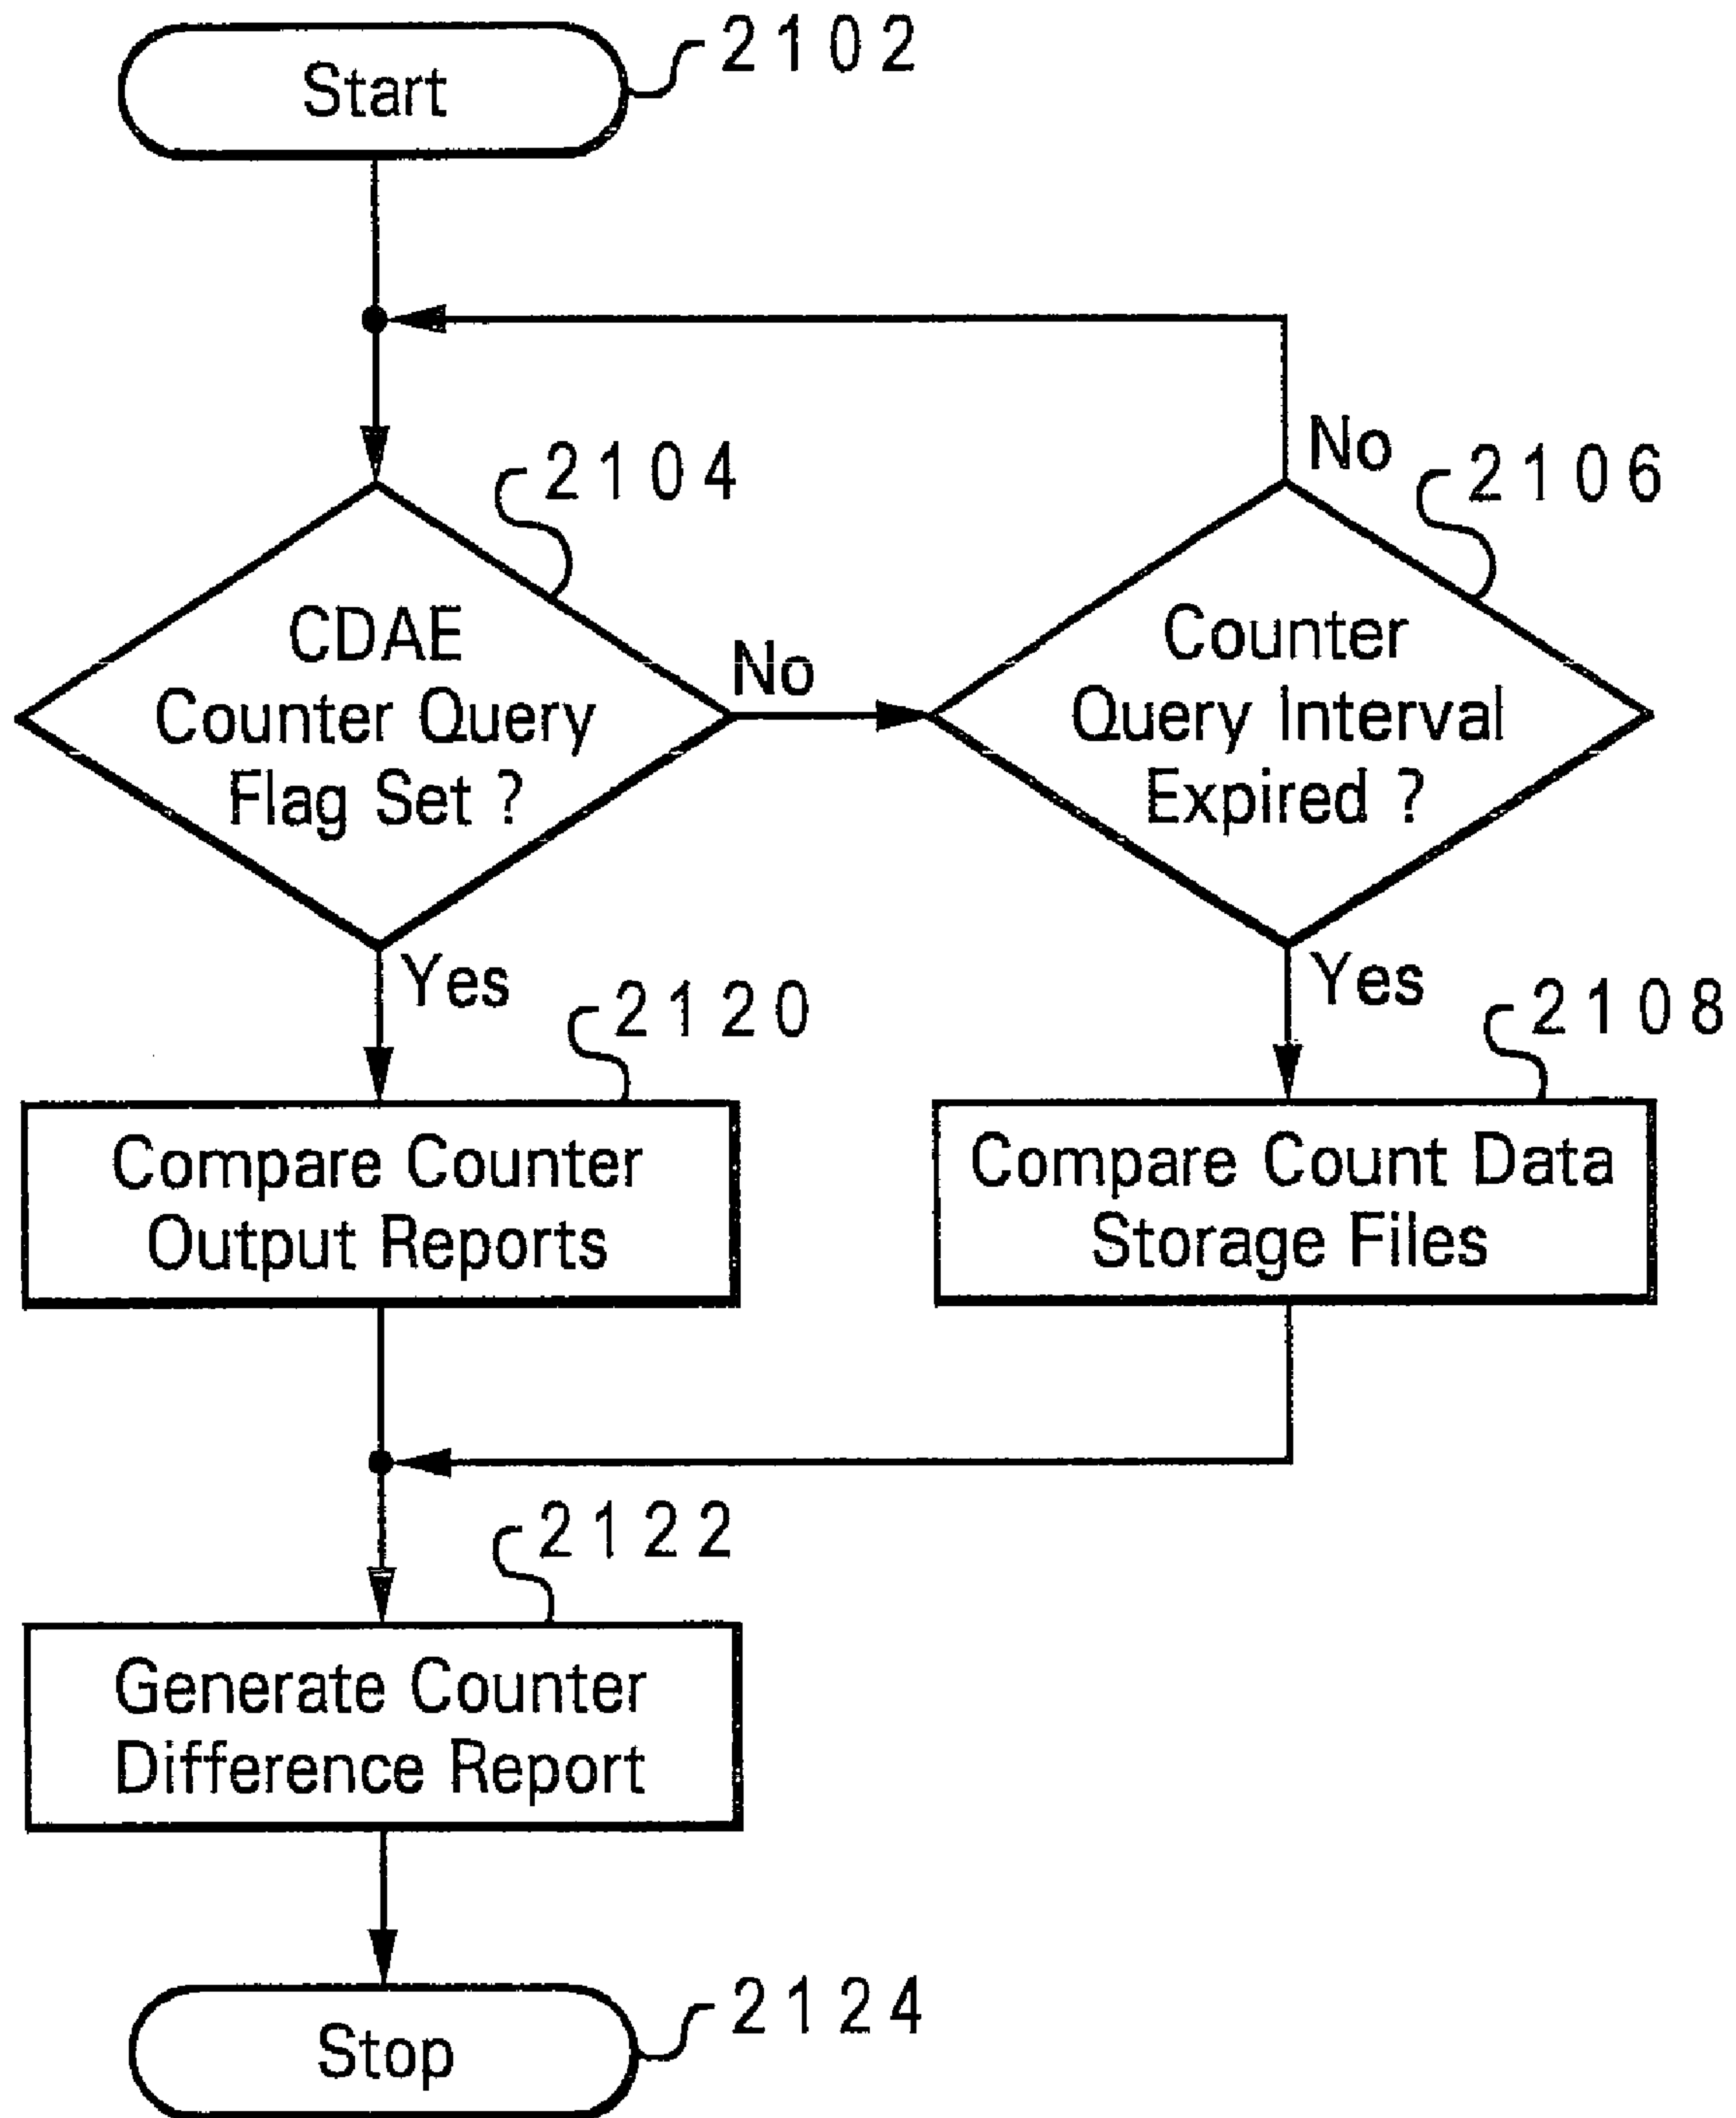 Start
2102
2104
CDAE
Counter Query
Flag Set ?
No
2106
No
Counter
Query Interval
Expired ?
Yes
2120
Yes
2108
Compare Counter
Output Reports
Compare Count Data
Storage Files
2122
Generate Counter
Difference Report
Stop
2124